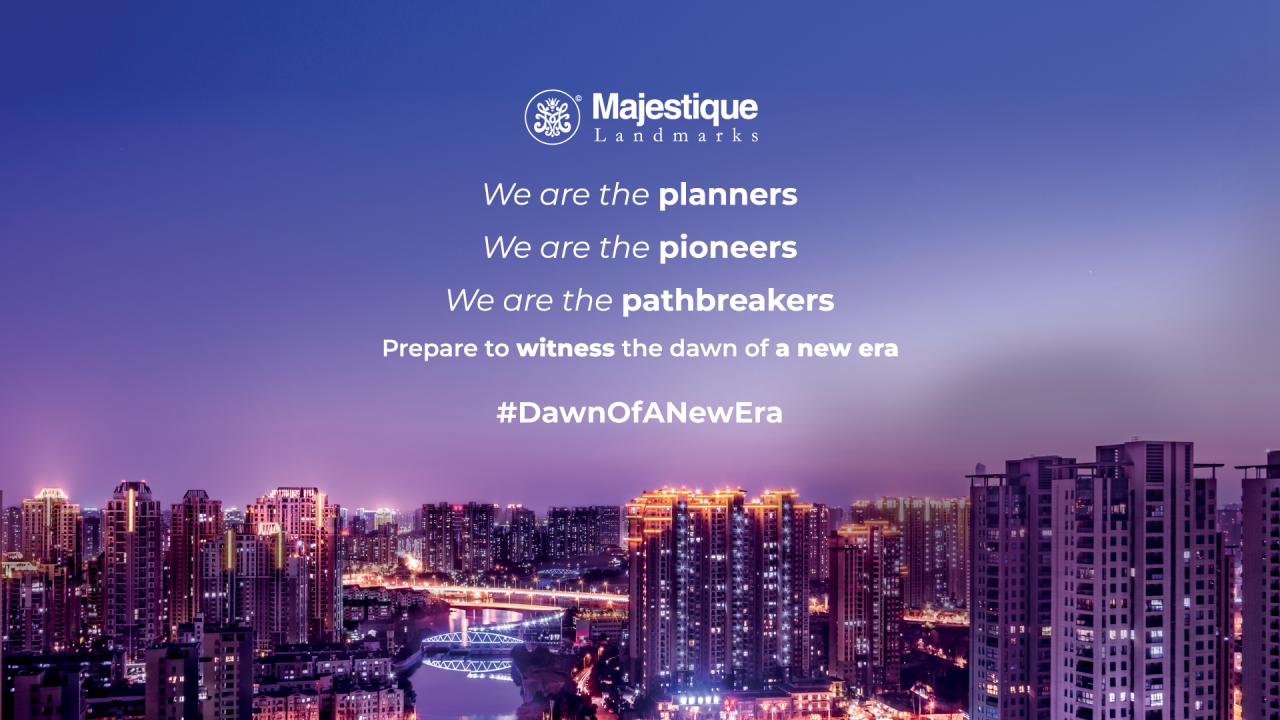 Majestique
Landmarks
We are the planners
We are the pioneers
We are the pathbreakers
Prepare to witness the dawn of a new era
#DawnOfANewEra